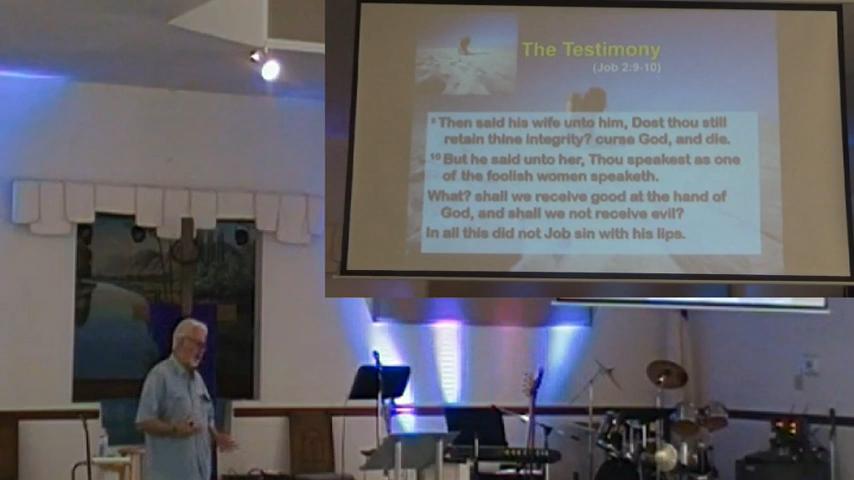 The Testimony
(Job 2:9-10)
9 Then said his wife unto him, Dost thou still
retain thine integrity? curse God, and die.
10 But he said unto her, Thou speakest as one
of the foolish women speaketh.
What? shall we receive good at the hand of
God, and shall we not receive evil?
In all this did not Job sin with his lips.